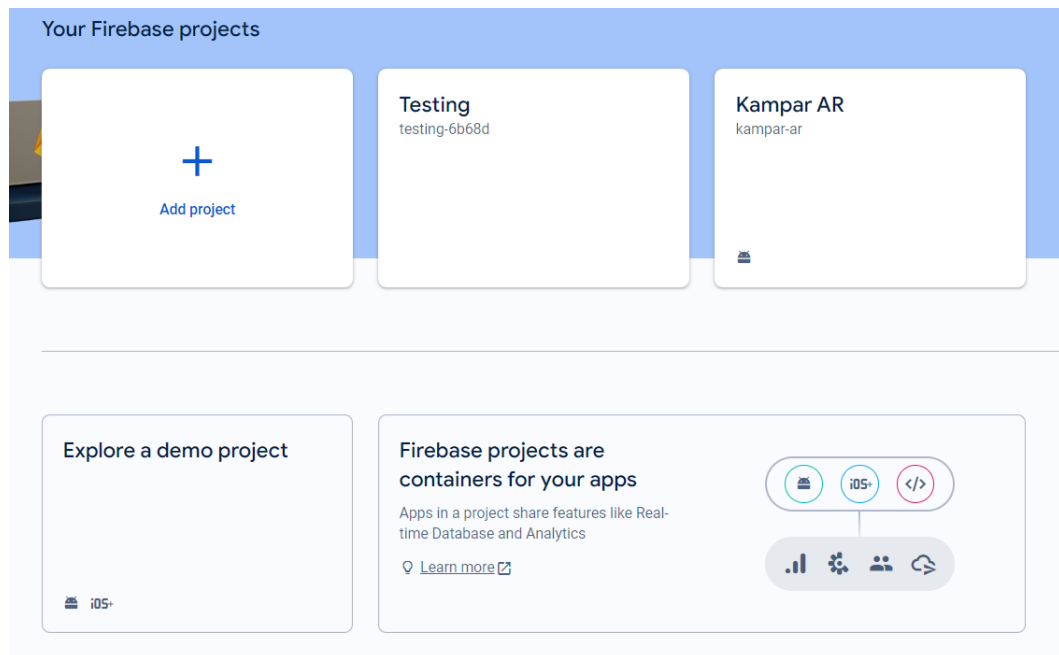 Your Firebase projects
Add project
Testing
testing-6b68d
Kampar AR
kampar-ar
Explore a demo project
iOS+
Firebase projects are
containers for your apps
Apps in a project share features like Real-
time Database and Analytics
Learn more
iOS+